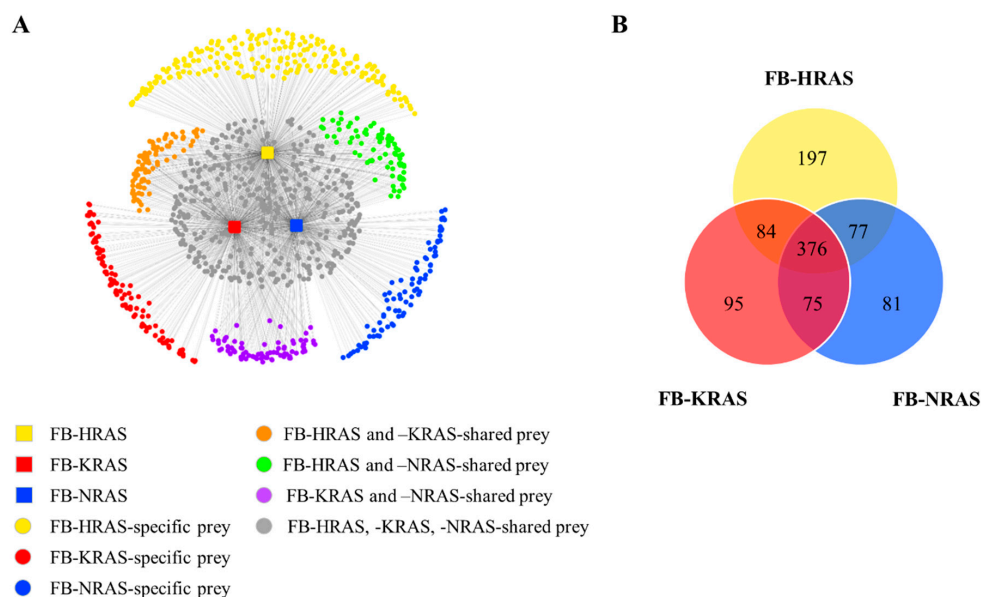 A
B
FB-HRAS
197
84
77
376
95
75
81
FB-KRAS
FB-NRAS
FB-HRAS
FB-KRAS
FB-NRAS
FB-HRAS-specific prey
FB-KRAS-specific prey
FB-NRAS-specific prey
FB-HRAS and –KRAS-shared prey
FB-HRAS and –NRAS-shared prey
FB-KRAS and –NRAS-shared prey
FB-HRAS, -KRAS, -NRAS-shared prey